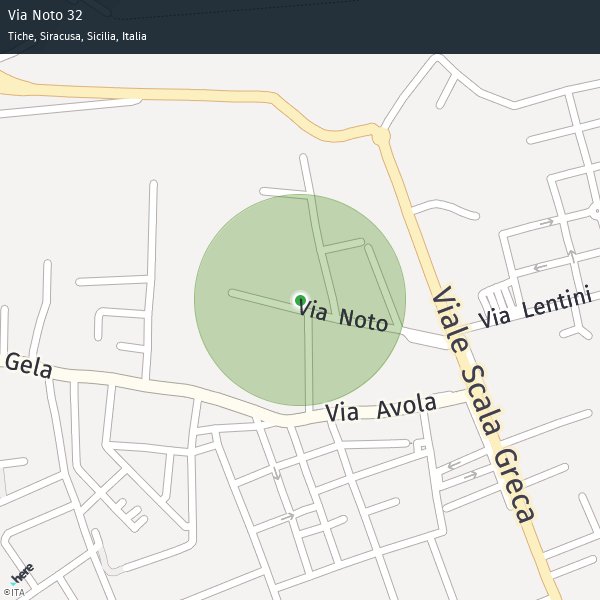 Via Noto 32
Tiche, Siracusa, Sicilia, Italia
Via Noto
Viale Scala Greca
Via Lentini
Gela
Via Avola
here
©ITA